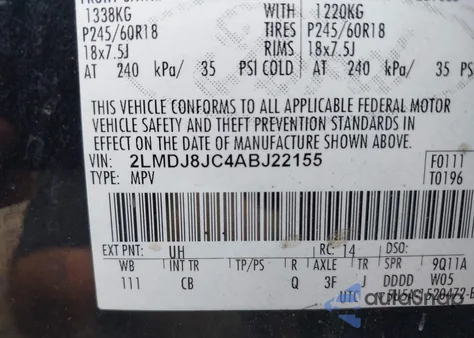 1338KG WITH 1220KG
P245/60R18 TIRES P245/60R18
18x7.5J RIMS 18x7.5J
AT 240 kPa/ 35 PSI COLD AT 240 kPa/ 35 PS
THIS VEHICLE CONFORMS TO ALL APPLICABLE FEDERAL MOTOR
VEHICLE SAFETY AND THEFT PREVENTION STANDARDS IN
EFFECT ON THE DATE OF MANUFACTURE SHOWN ABOVE.
VIN: 2LMDJ8JC4ABJ22155 F0111
TYPE: MPV T0196
EXT PNT: UH RC: 14 DSO:
WB INT TR TP/PS R AXLE TR SPR 9Q11A
111 CB Q 3F J DDDD W05
UTC